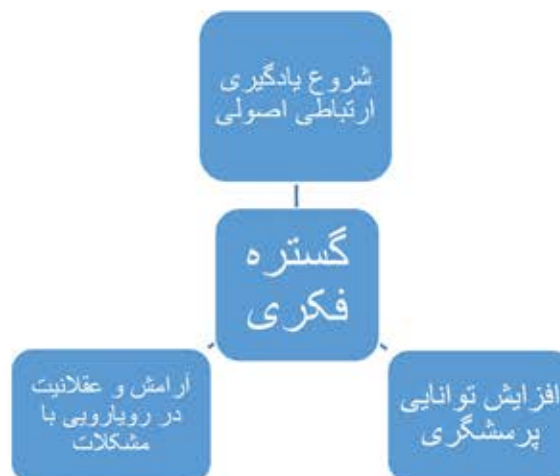 شروع یادگیری
ارتباطی اصولی
گستره
فکری
افزایش توانایی
پرسشگری
آرامش و عقلانیت
در رویارویی با
مشکلات